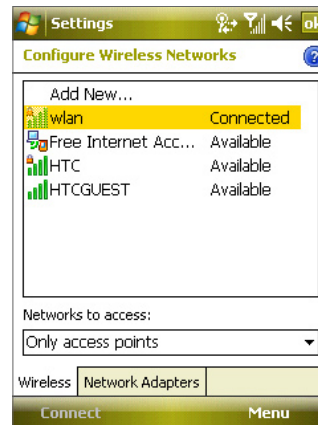 Settings ok
Configure Wireless Networks ?
Add New...
wlan Connected
Free Internet Acc... Available
HTC Available
HTCGUEST Available
Networks to access:
Only access points
Wireless Network Adapters
Connect Menu